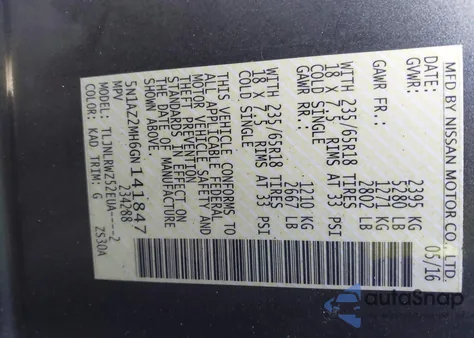 MFD BY NISSAN MOTOR CO., LTD.
DATE: 05/16
GVWR: 2395 KG
5280 LB
GAWR FR.: 1271 KG
2802 LB
WITH 235/65R18 TIRES
18 X 7.5, RIMS AT 33 PSI
COLD SINGLE
GAWR RR.: 1210 KG
2667 LB
WITH 235/65R18 TIRES
18 X 7.5, RIMS AT 33 PSI
COLD SINGLE
THIS VEHICLE CONFORMS TO
ALL APPLICABLE FEDERAL
MOTOR VEHICLE SAFETY AND
THEFT PREVENTION
STANDARDS IN EFFECT ON
THE DATE OF MANUFACTURE
SHOWN ABOVE.
5N1AZ2MH6GN141847
MPV 234288
MODEL: TLJNLRWZ52EUA----2
COLOR: KAD TRIM: G ZS30A
autoSnap